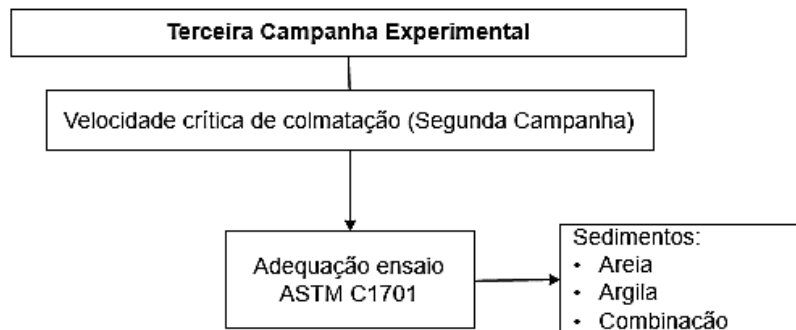 Terceira Campanha Experimental
Velocidade crítica de colmatação (Segunda Campanha)
Adequação ensaio
ASTM C1701
Sedimentos:
• Areia
• Argila
• Combinação